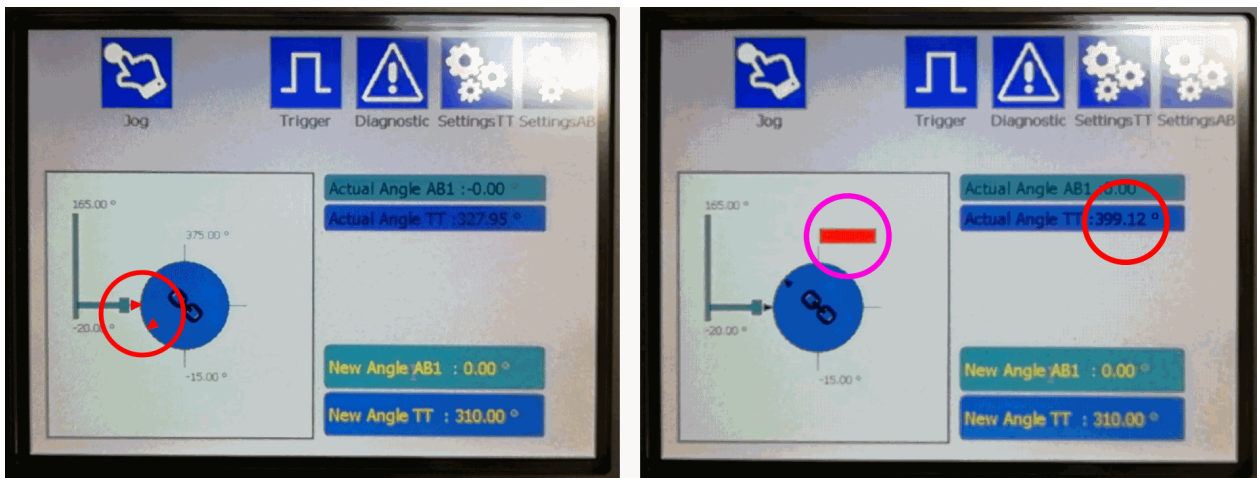 Jog
Trigger
Diagnostic
SettingsTT
SettingsAB
165.00 °
375.00 °
-20.00 °
-15.00 °
Actual Angle AB1 :-0.00 °
Actual Angle TT :327.95 °
New Angle AB1 : 0.00 °
New Angle TT : 310.00 °
Jog
Trigger
Diagnostic
SettingsTT
SettingsAB
165.00 °
-20.00 °
-15.00 °
Actual Angle AB1 :0.00
Actual Angle TT :399.12 °
New Angle AB1 : 0.00 °
New Angle TT : 310.00 °